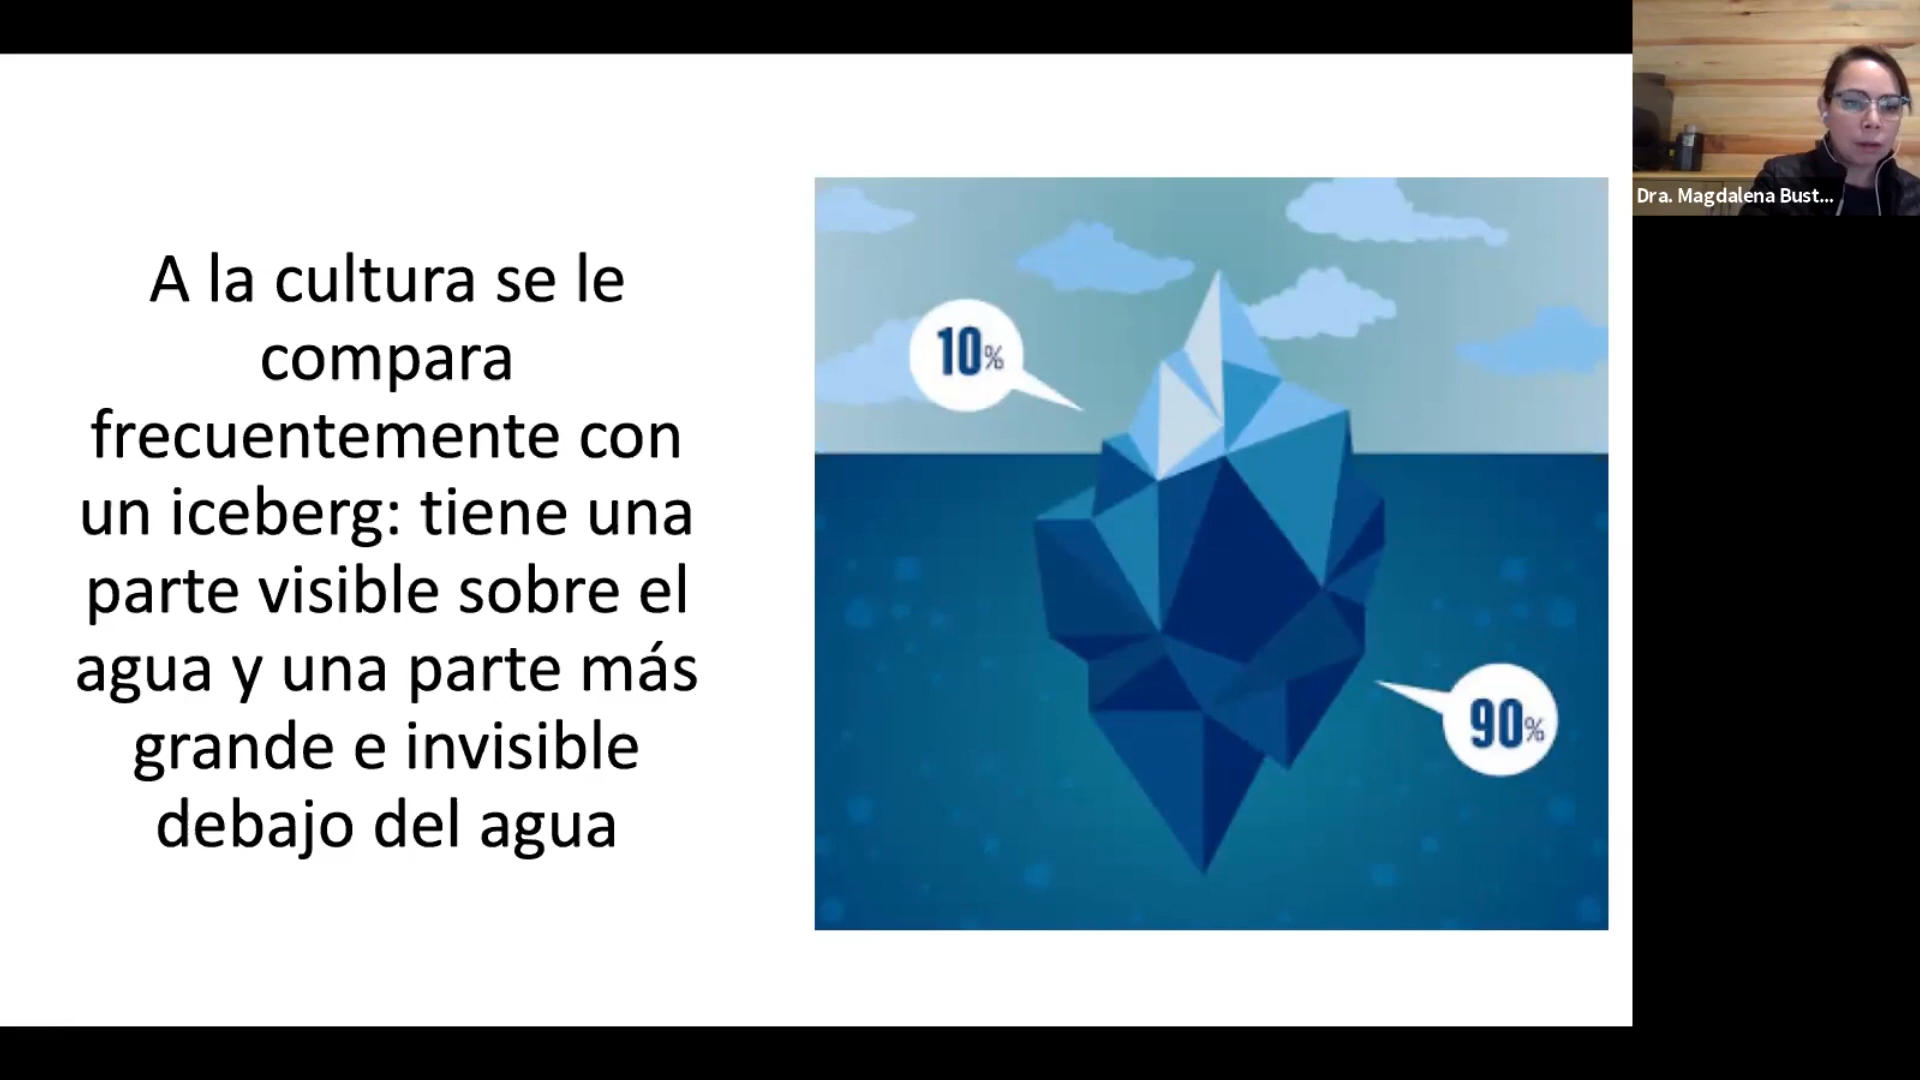 A la cultura se le
compara
frecuentemente con
un iceberg: tiene una
parte visible sobre el
agua y una parte más
grande e invisible
debajo del agua
10%
90%
Dra. Magdalena Bust...